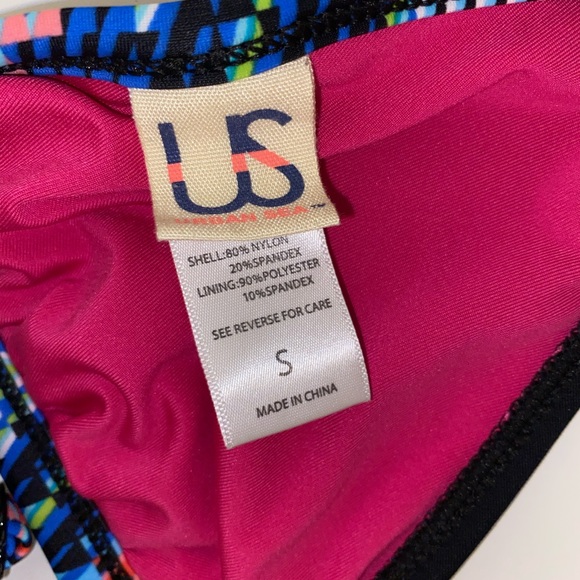 US
URBAN SEA™
SHELL:80% NYLON
20%SPANDEX
LINING:90%POLYESTER
10%SPANDEX
SEE REVERSE FOR CARE
S
MADE IN CHINA